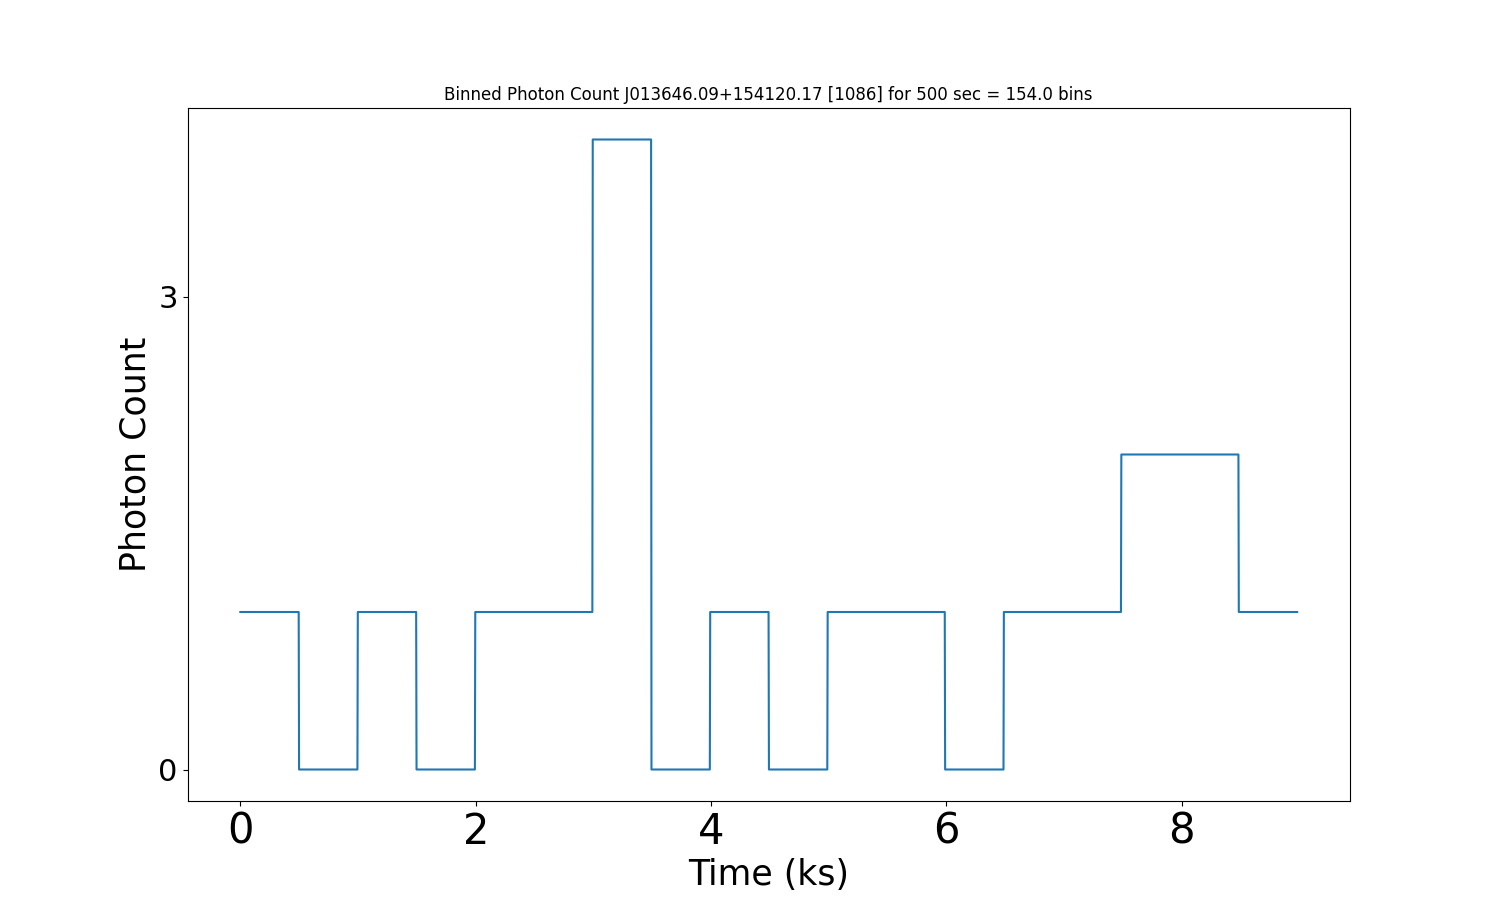 Binned Photon Count J013646.09+154120.17 [1086] for 500 sec = 154.0 bins
Photon Count
3
0
0 2 4 6 8
Time (ks)